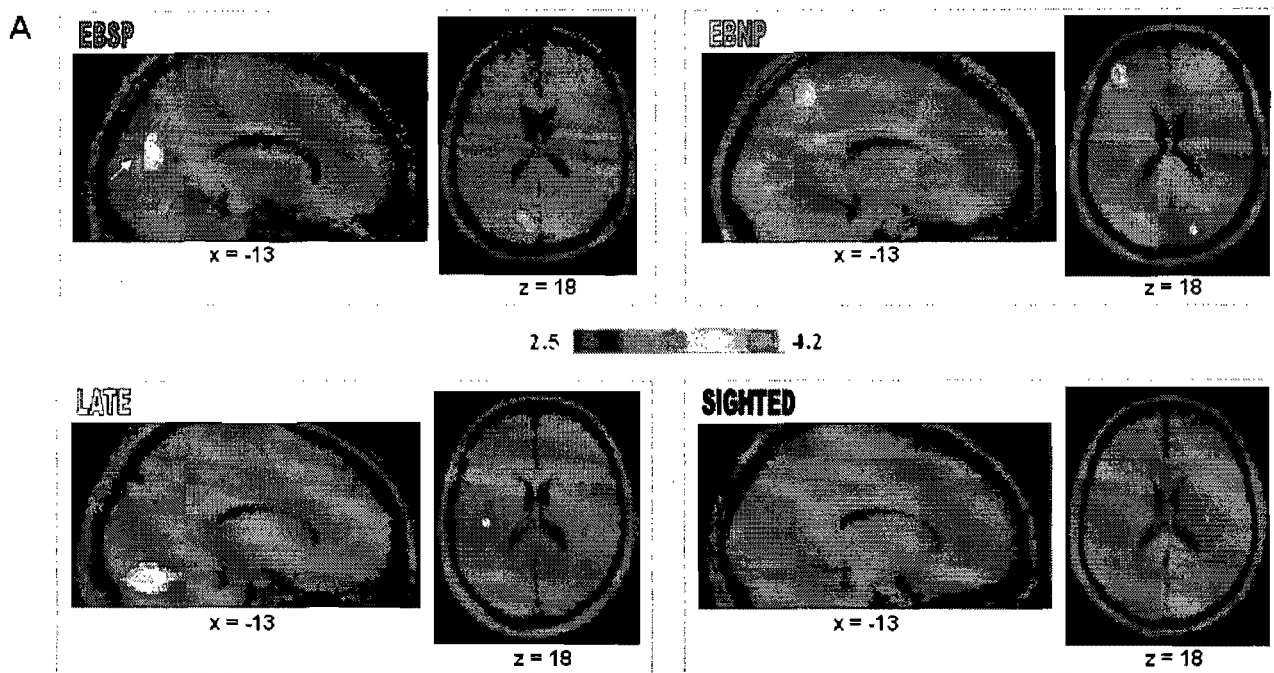 A
EBSP
x = -13
z = 18
EBNP
x = -13
z = 18
2.5 4.2
LATE
x = -13
z = 18
SIGHTED
x = -13
z = 18